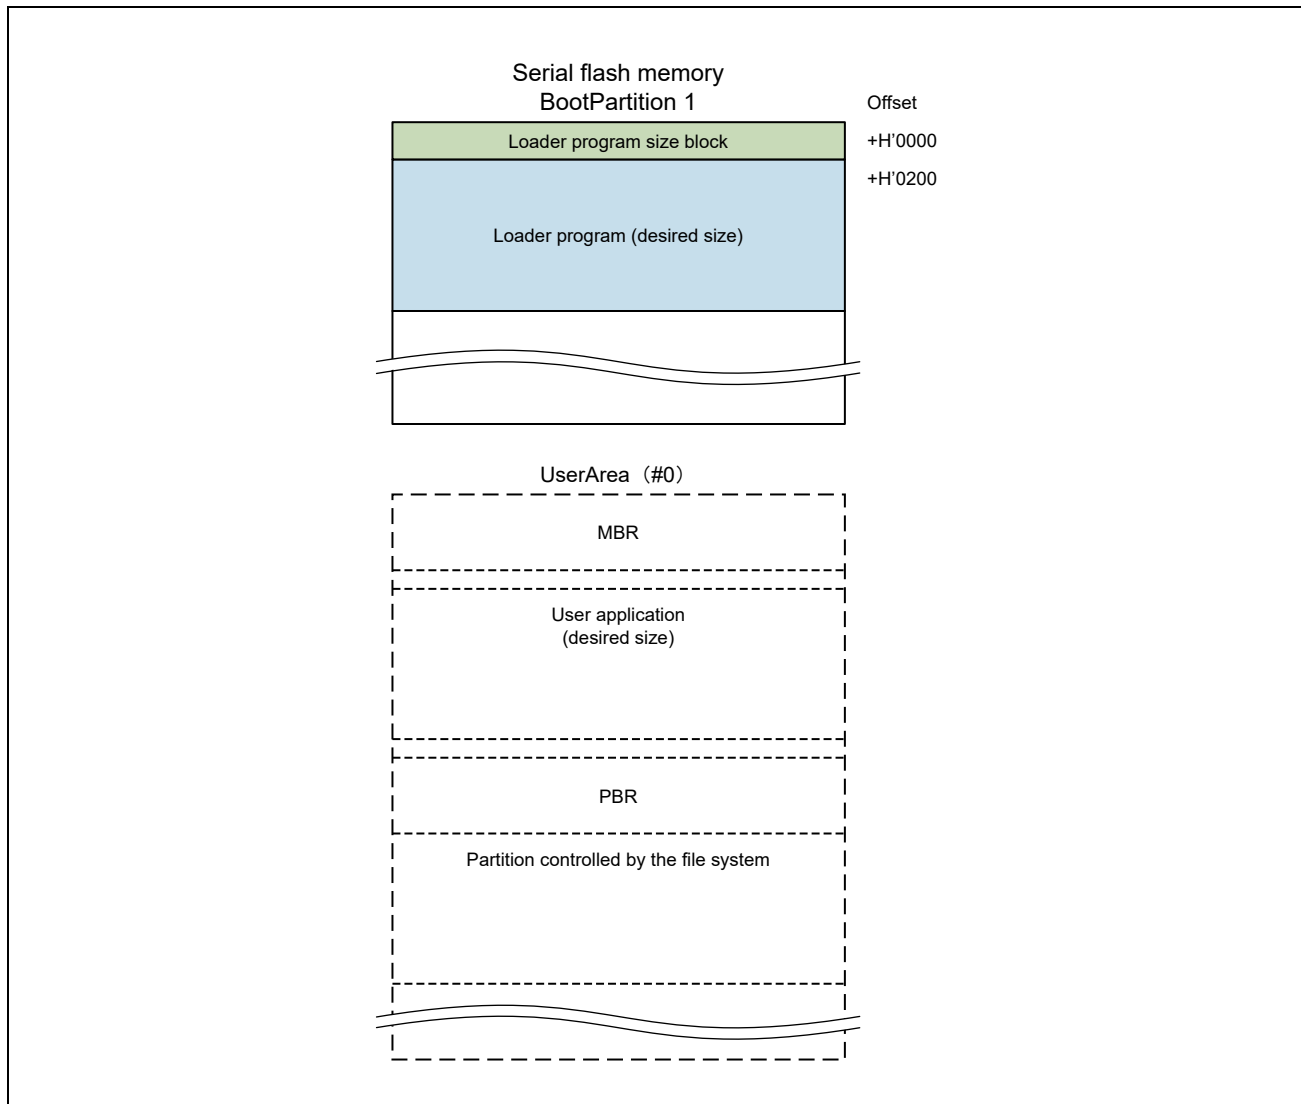 Serial flash memory
BootPartition 1
Offset
Loader program size block
+H’0000
+H’0200
Loader program (desired size)
UserArea（#0）
MBR
User application
(desired size)
PBR
Partition controlled by the file system